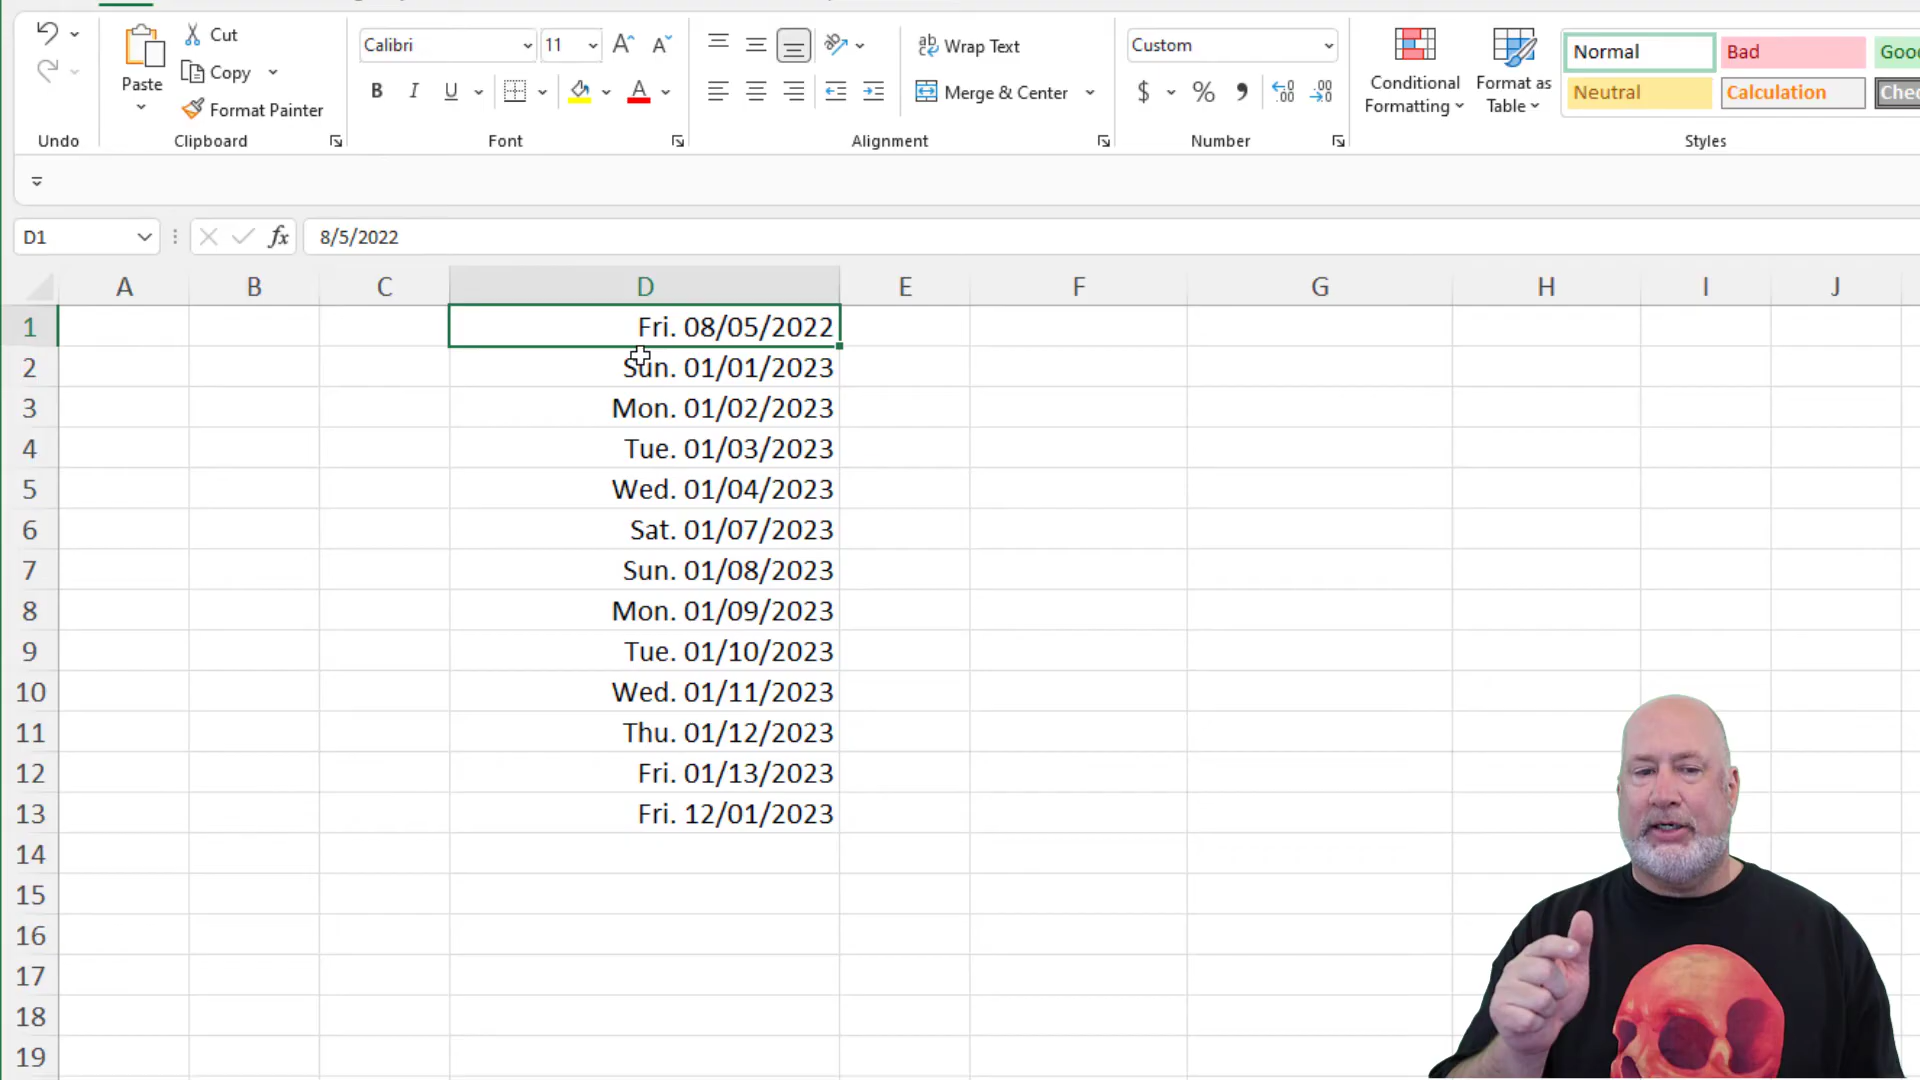 Cut
Calibri
11
Wrap Text
Custom
Normal
Bad
Paste
Copy
B I U
Merge & Center
$ % 9
Conditional Formatting
Format as Table
Neutral
Calculation
Format Painter
Undo
Clipboard
Font
Alignment
Number
Styles
D1
fx
8/5/2022
A B C D E F G H I J
1 Fri. 08/05/2022
2 Sun. 01/01/2023
3 Mon. 01/02/2023
4 Tue. 01/03/2023
5 Wed. 01/04/2023
6 Sat. 01/07/2023
7 Sun. 01/08/2023
8 Mon. 01/09/2023
9 Tue. 01/10/2023
10 Wed. 01/11/2023
11 Thu. 01/12/2023
12 Fri. 01/13/2023
13 Fri. 12/01/2023
14
15
16
17
18
19